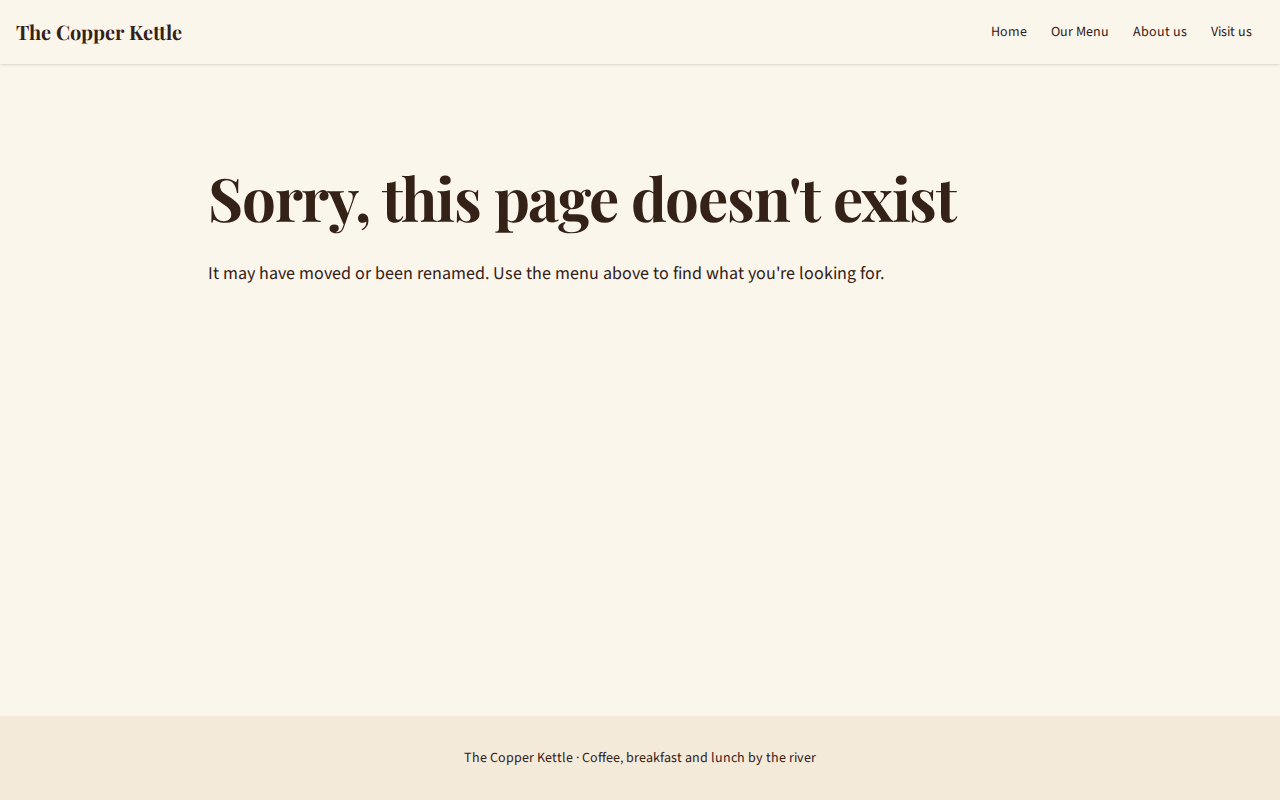 The Copper Kettle
Home Our Menu About us Visit us
Sorry, this page doesn't exist
It may have moved or been renamed. Use the menu above to find what you're looking for.
The Copper Kettle · Coffee, breakfast and lunch by the river